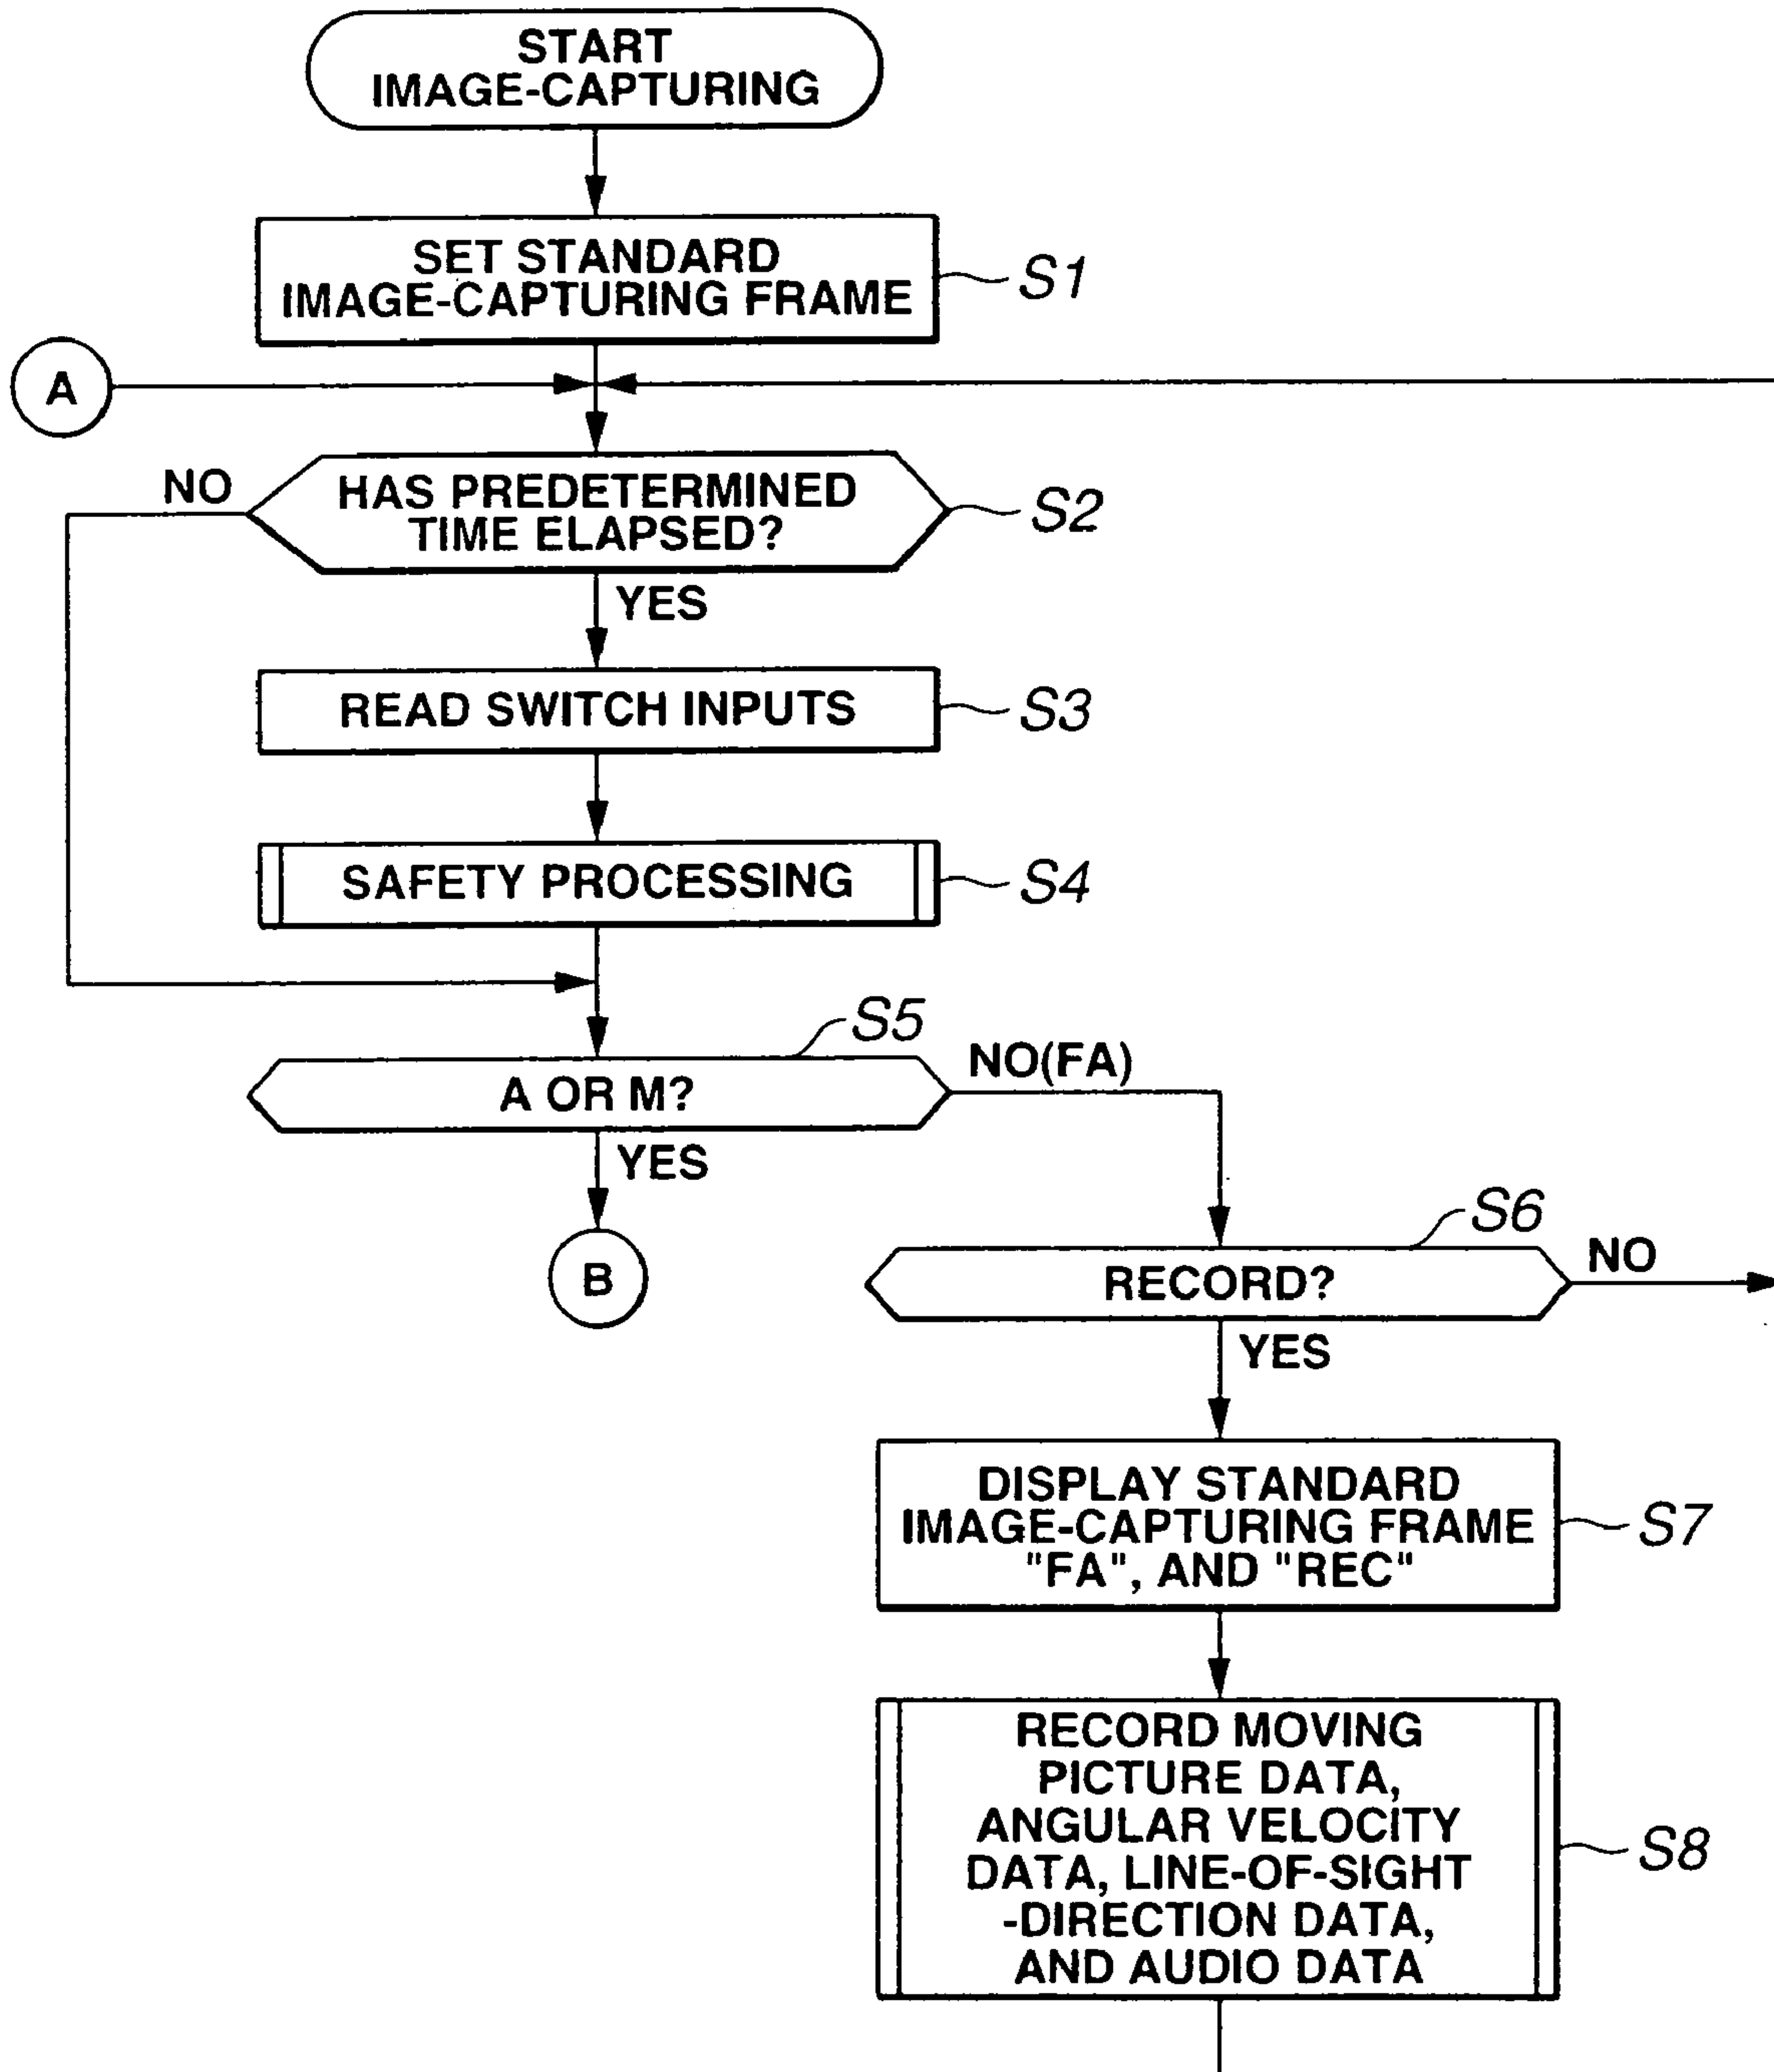 START
IMAGE-CAPTURING
SET STANDARD
IMAGE-CAPTURING FRAME
S1
A
NO
HAS PREDETERMINED
TIME ELAPSED?
S2
YES
READ SWITCH INPUTS
S3
SAFETY PROCESSING
S4
S5
A OR M?
NO(FA)
YES
B
S6
RECORD?
NO
YES
DISPLAY STANDARD
IMAGE-CAPTURING FRAME
"FA", AND "REC"
S7
RECORD MOVING
PICTURE DATA,
ANGULAR VELOCITY
DATA, LINE-OF-SIGHT
-DIRECTION DATA,
AND AUDIO DATA
S8